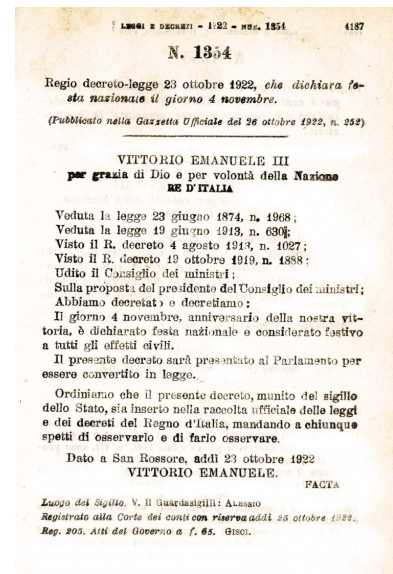 LEGGI E DECRETI - 1922 - NUM. 1354 4187
N. 1354
Regio decreto-legge 23 ottobre 1922, che dichiara fe-
sta nazionale il giorno 4 novembre.
(Pubblicato nella Gazzetta Ufficiale del 26 ottobre 1922, n. 252)
VITTORIO EMANUELE III
per grazia di Dio e per volontà della Nazione
RE D'ITALIA
Veduta la legge 23 giugno 1874, n. 1968;
Veduta la legge 19 giugno 1913, n. 630;
Visto il R. decreto 4 agosto 1913, n. 1027;
Visto il R. decreto 19 ottobre 1919, n. 1888;
Udito il Consiglio dei ministri;
Sulla proposta del presidente del Consiglio dei ministri;
Abbiamo decretato e decretiamo:
Il giorno 4 novembre, anniversario della nostra vit-
toria, è dichiarato festa nazionale e considerato festivo
a tutti gli effetti civili.
Il presente decreto sarà presentato al Parlamento per
essere convertito in legge.
Ordiniamo che il presente decreto, munito del sigillo
dello Stato, sia inserto nella raccolta ufficiale delle leggi
e dei decreti del Regno d'Italia, mandando a chiunque
spetti di osservarlo e di farlo osservare.
Dato a San Rossore, addì 23 ottobre 1922
VITTORIO EMANUELE.
FACTA
Luogo del Sigillo. V. il Guardasigilli: ALESSIO
Registrato alla Corte dei conti con riserva addì 25 ottobre 1922.
Reg. 205. Atti del Governo a f. 65. GISCI.